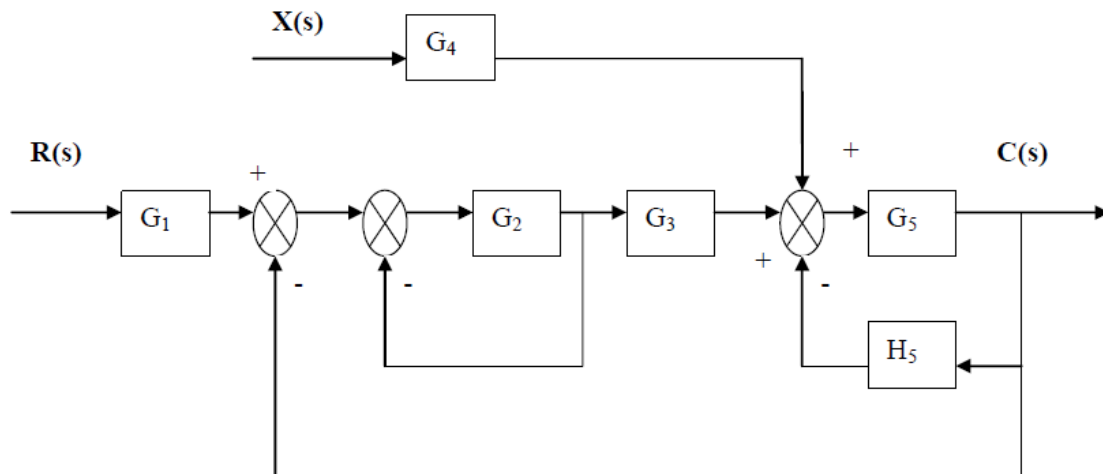 X(s)
G₄
R(s)
+
+
C(s)
G₁
G₂
G₃
G₅
+
-
-
-
H₅